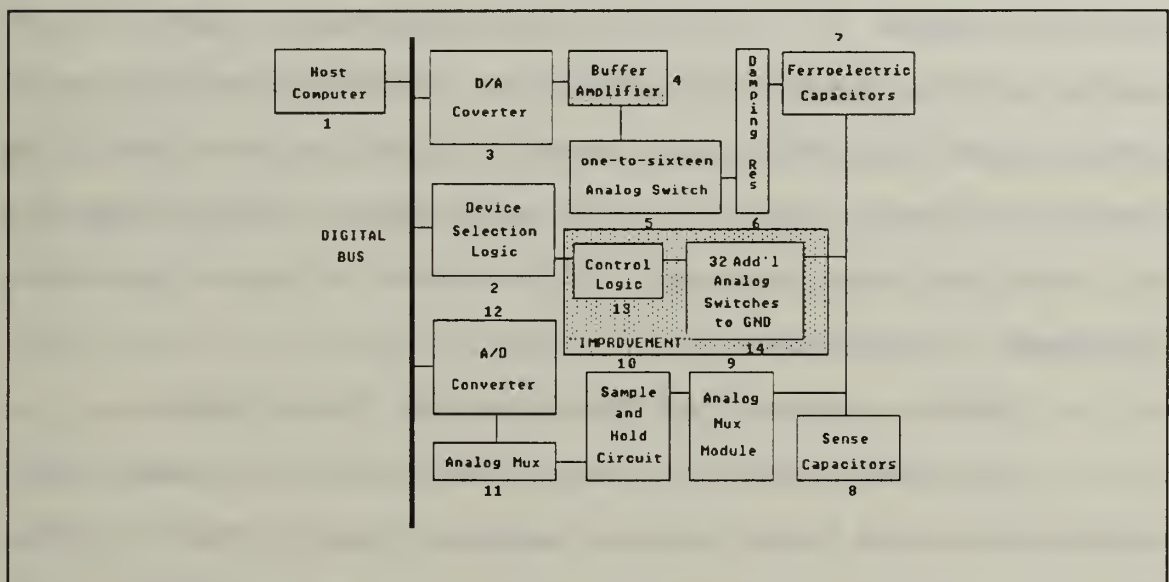 7
Host
Computer
1
D/A
Coverter
3
Buffer
Amplifier
4
Damping Res
Ferroelectric
Capacitors
one-to-sixteen
Analog Switch
5
6
DIGITAL
BUS
Device
Selection
Logic
2
Control
Logic
13
32 Add'l
Analog
Switches
to GND
14
IMPROVEMENT
12
A/D
Converter
10
Sample
and
Hold
Circuit
9
Analog
Mux
Module
Sense
Capacitors
8
Analog Mux
11